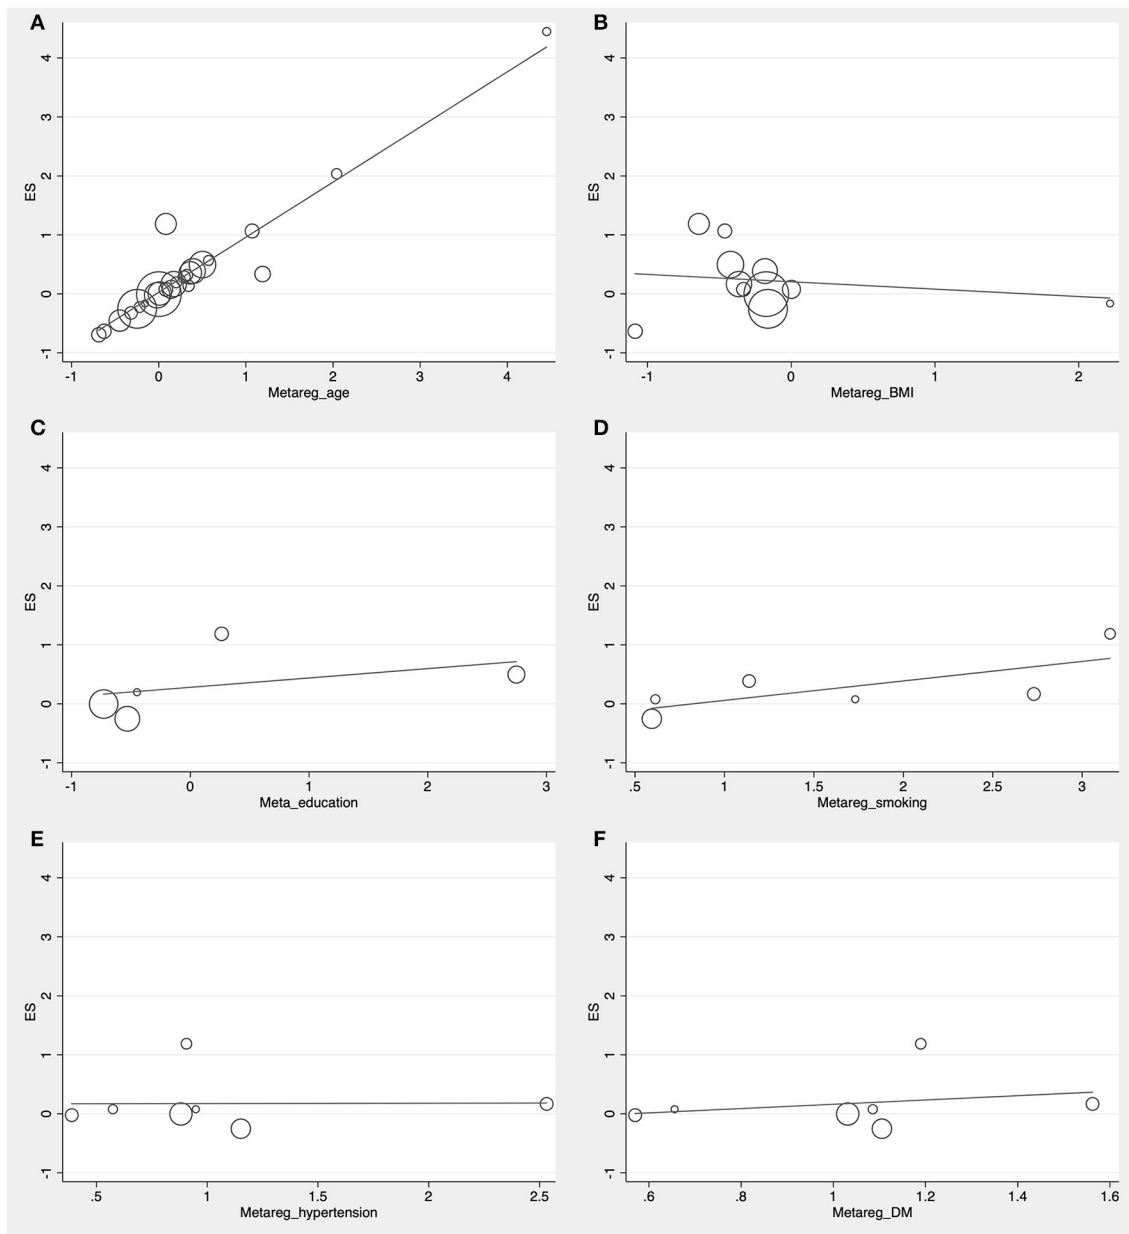 A
ES
4
3
2
1
0
-1
-1 0 1 2 3 4
Metareg_age
B
ES
4
3
2
1
0
-1
-1 0 1 2
Metareg_BMI
C
ES
4
3
2
1
0
-1
-1 0 1 2 3
Meta_education
D
ES
4
3
2
1
0
-1
.5 1 1.5 2 2.5 3
Metareg_smoking
E
ES
4
3
2
1
0
-1
.5 1 1.5 2 2.5
Metareg_hypertension
F
ES
4
3
2
1
0
-1
.6 .8 1 1.2 1.4 1.6
Metareg_DM